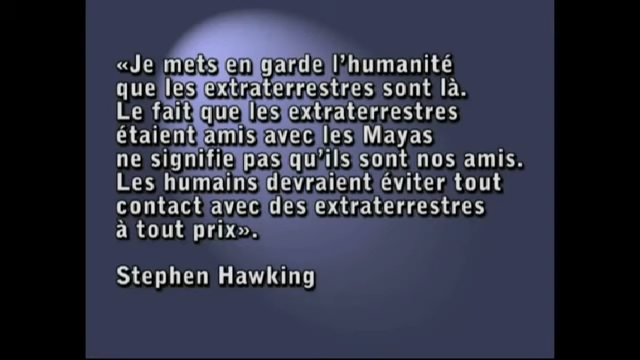 «Je mets en garde l'humanité
que les extraterrestres sont là.
Le fait que les extraterrestres
étaient amis avec les Mayas
ne signifie pas qu'ils sont nos amis.
Les humains devraient éviter tout
contact avec des extraterrestres
à tout prix».
Stephen Hawking